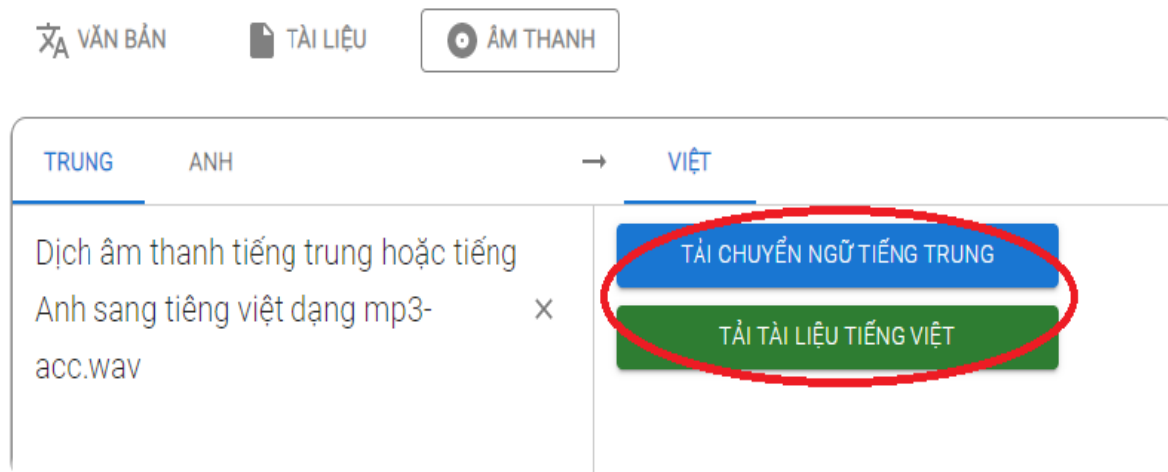 VĂN BẢN TÀI LIỆU ÂM THANH
TRUNG ANH → VIỆT
Dịch âm thanh tiếng trung hoặc tiếng
Anh sang tiêng việt dạng mp3-
acc.wav
TẢI CHUYỂN NGỮ TIẾNG TRUNG
TẢI TÀI LIỆU TIẾNG VIỆT